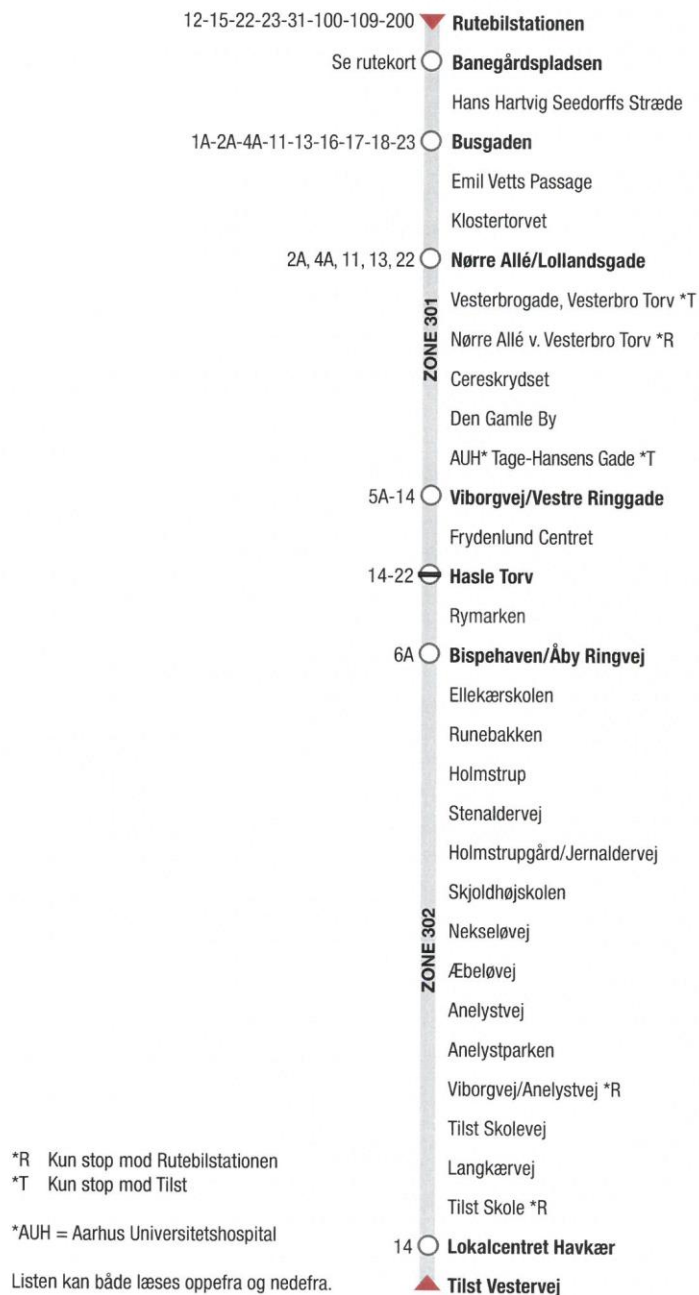 12-15-22-23-31-100-109-200 Rutebilstationen
Se rutekort Banegårdspladsen
Hans Hartvig Seedorffs Stræde
1A-2A-4A-11-13-16-17-18-23 Busgaden
Emil Vetts Passage
Klostertorvet
2A, 4A, 11, 13, 22 Nørre Allé/Lollandsgade
ZONE 301
Vesterbrogade, Vesterbro Torv *T
Nørre Allé v. Vesterbro Torv *R
Cereskrydset
Den Gamle By
AUH* Tage-Hansens Gade *T
5A-14 Viborgvej/Vestre Ringgade
Frydenlund Centret
14-22 Hasle Torv
Rymarken
6A Bispehaven/Åby Ringvej
Ellekærskolen
Runebakken
Holmstrup
Stenaldervej
Holmstrupgård/Jernaldervej
Skjoldhøjskolen
ZONE 302
Nekseløvej
Æbeløvej
Anelystvej
Anelystparken
Viborgvej/Anelystvej *R
Tilst Skolevej
Langkærvej
Tilst Skole *R
14 Lokalcentret Havkær
Tilst Vestervej
*R Kun stop mod Rutebilstationen
*T Kun stop mod Tilst
*AUH = Aarhus Universitetshospital
Listen kan både læses oppefra og nedefra.